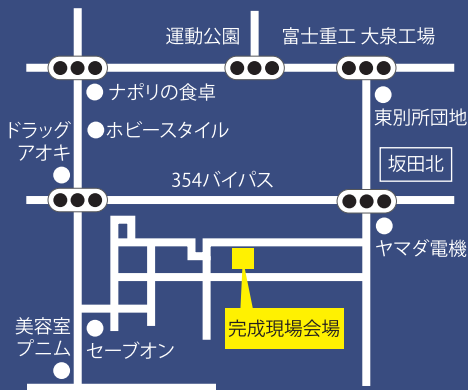 運動公園
富士重工 大泉工場
ナポリの食卓
東別所団地
ドラッグ
アオキ
ホビースタイル
坂田北
354バイパス
ヤマダ電機
完成現場会場
美容室
プニム
セーブオン